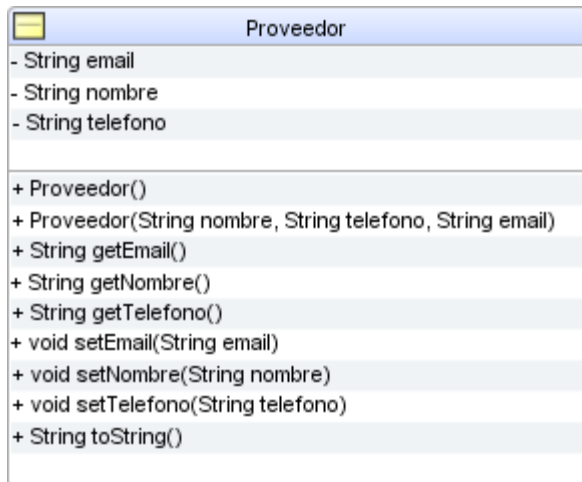 Proveedor
- String email
- String nombre
- String telefono
+ Proveedor()
+ Proveedor(String nombre, String telefono, String email)
+ String getEmail()
+ String getNombre()
+ String getTelefono()
+ void setEmail(String email)
+ void setNombre(String nombre)
+ void setTelefono(String telefono)
+ String toString()